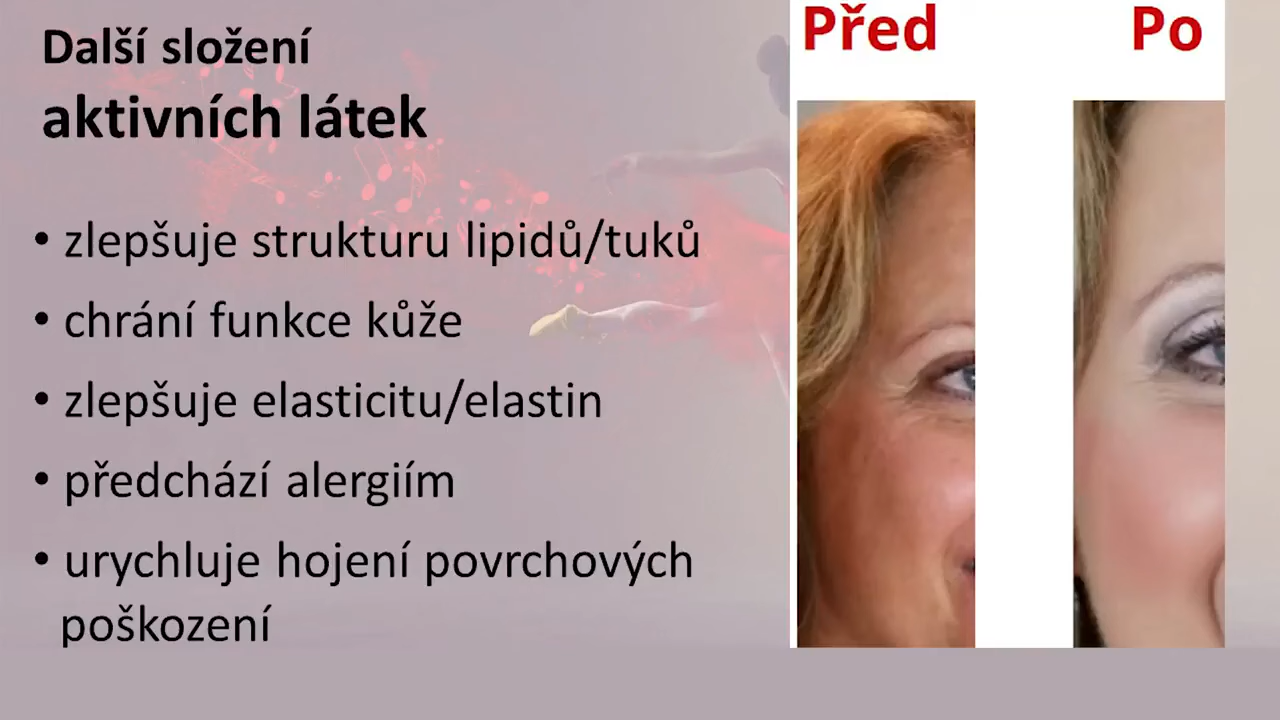 Další složení
aktivních látek
• zlepšuje strukturu lipidů/tuků
• chrání funkce kůže
• zlepšuje elasticitu/elastin
• předchází alergiím
• urychluje hojení povrchových
poškození
Před
Po